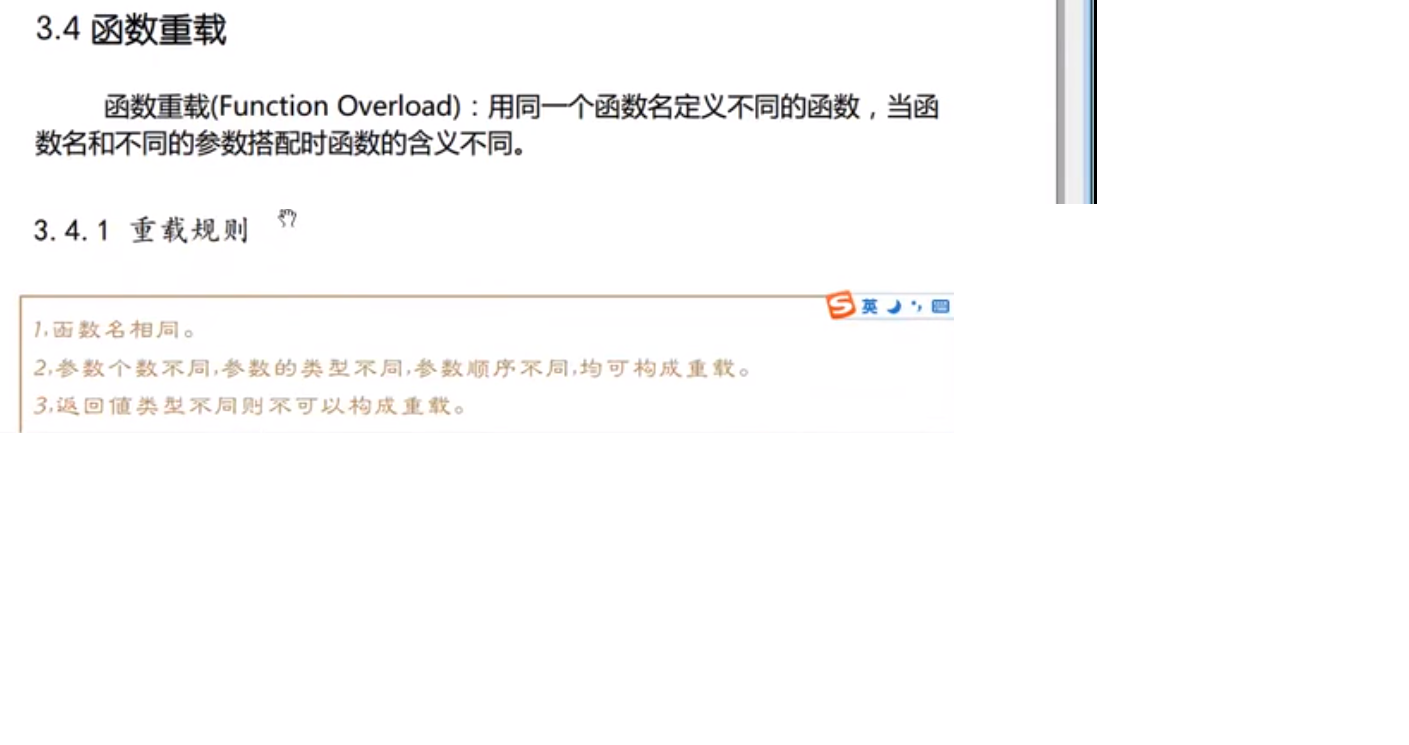 3.4 函数重载
函数重载(Function Overload)：用同一个函数名定义不同的函数，当函
数名和不同的参数搭配时函数的含义不同。
3.4.1 重载规则
英
1,函数名相同。
2,参数个数不同,参数的类型不同,参数顺序不同,均可构成重载。
3,返回值类型不同则不可以构成重载。